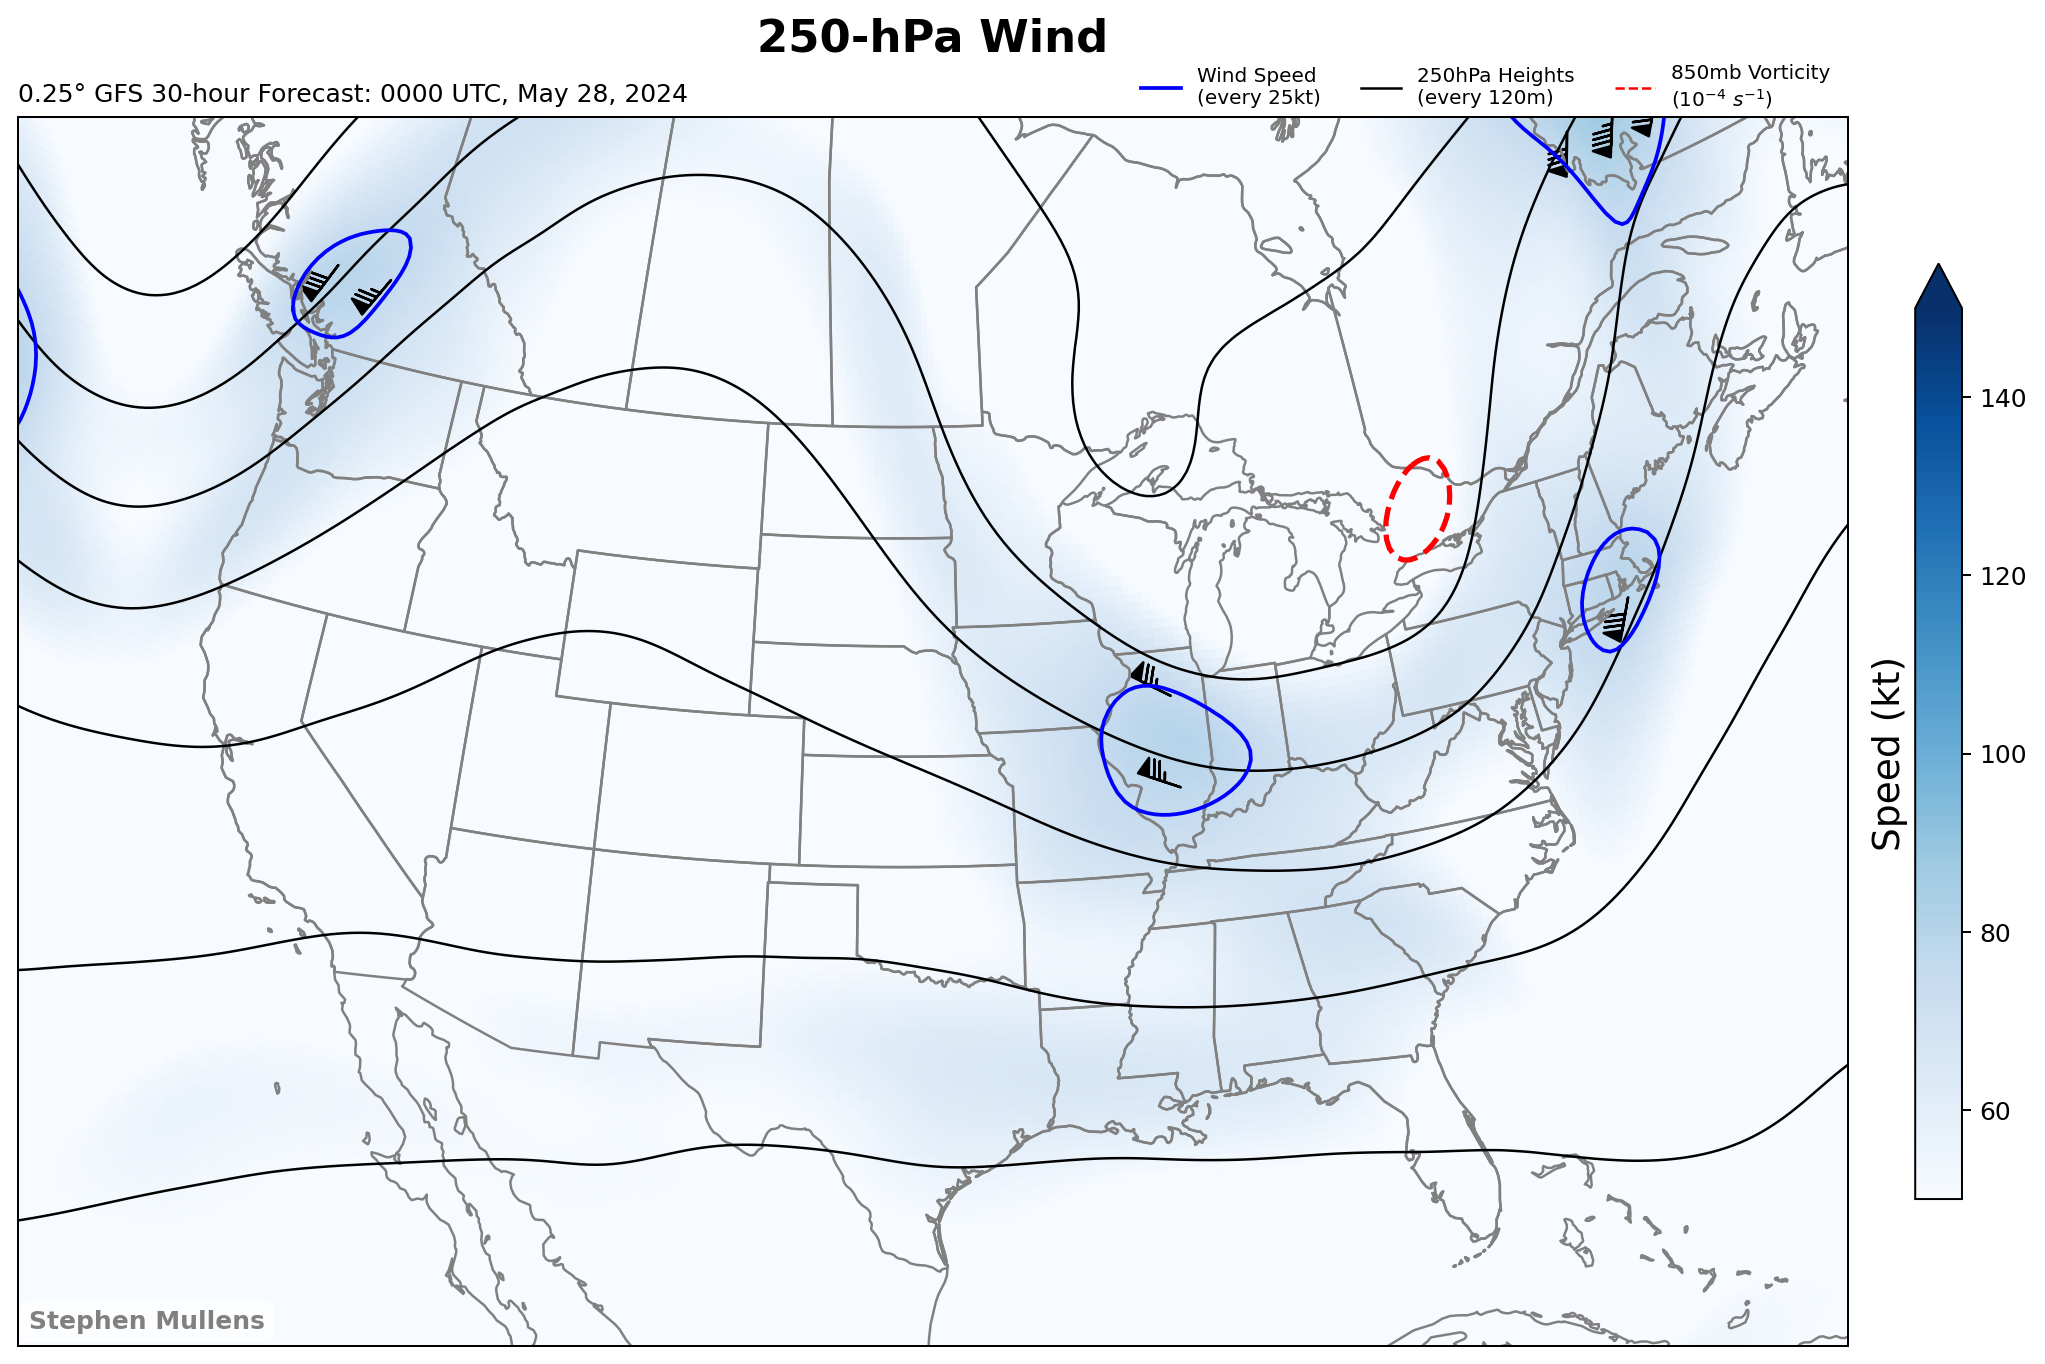 250-hPa Wind
0.25° GFS 30-hour Forecast: 0000 UTC, May 28, 2024
Wind Speed
(every 25kt)
250hPa Heights
(every 120m)
850mb Vorticity
(10⁻⁴ s⁻¹)
140
120
100
80
60
Speed (kt)
Stephen Mullens